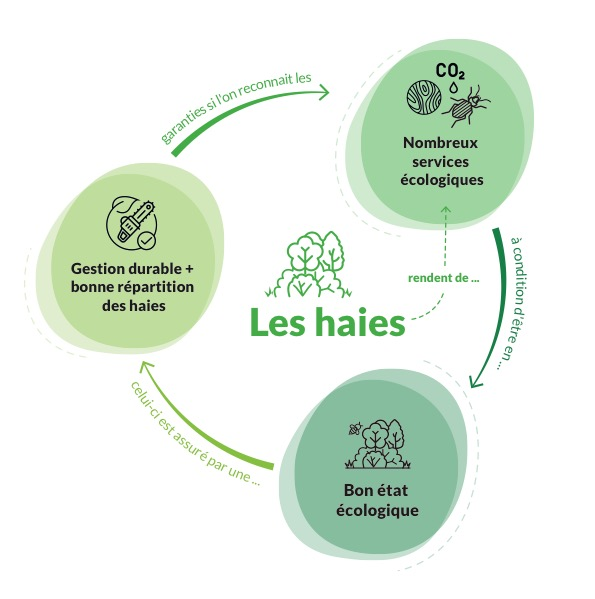 garanties si l'on reconnait les
CO₂
Nombreux
services
écologiques
Gestion durable +
bonne répartition
des haies
rendent de ...
Les haies
à condition d'être en ...
celui-ci est assuré par une ...
Bon état
écologique